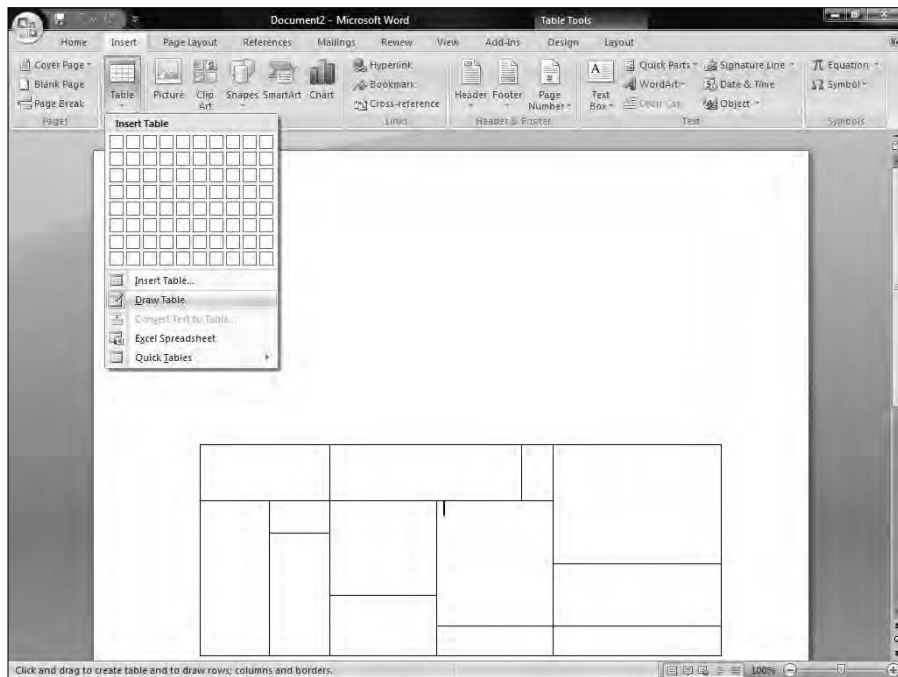 Document2 - Microsoft Word Table Tools
Home Insert Page Layout References Mailings Review View Add-Ins Design Layout
Cover Page
Blank Page
Page Break
Pages
Table
Picture
Clip Art
Shapes
SmartArt
Chart
Hyperlink
Bookmark
Cross-reference
Links
Header
Footer
Page Number
Header & Footer
A
Text Box
Quick Parts
WordArt
Drop Cap
Signature Line
Date & Time
Object
Text
π Equation
Ω Symbol
Symbols
Insert Table
Insert Table...
Draw Table
Convert Text to Table...
Excel Spreadsheet
Quick Tables
Click and drag to create table and to draw rows, columns and borders. 100%